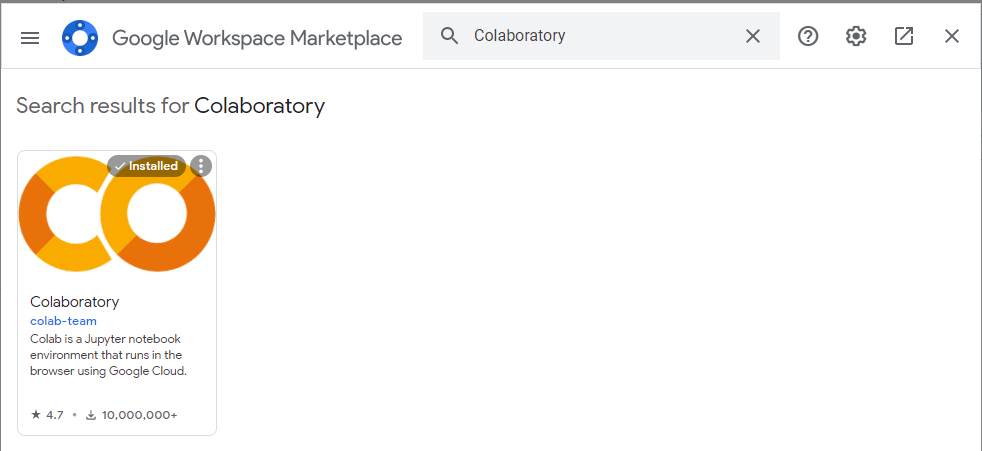 Google Workspace Marketplace
Colaboratory
Search results for Colaboratory
Installed
Colaboratory
colab-team
Colab is a Jupyter notebook
environment that runs in the
browser using Google Cloud.
4.7 • 10,000,000+